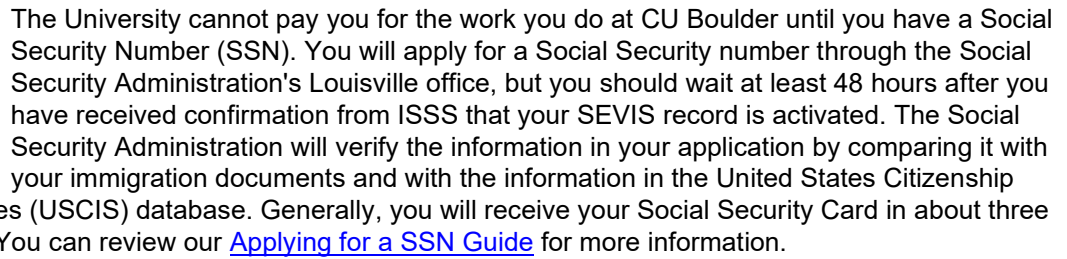 The University cannot pay you for the work you do at CU Boulder until you have a Social
Security Number (SSN). You will apply for a Social Security number through the Social
Security Administration's Louisville office, but you should wait at least 48 hours after you
have received confirmation from ISSS that your SEVIS record is activated. The Social
Security Administration will verify the information in your application by comparing it with
your immigration documents and with the information in the United States Citizenship
es (USCIS) database. Generally, you will receive your Social Security Card in about three
You can review our Applying for a SSN Guide for more information.